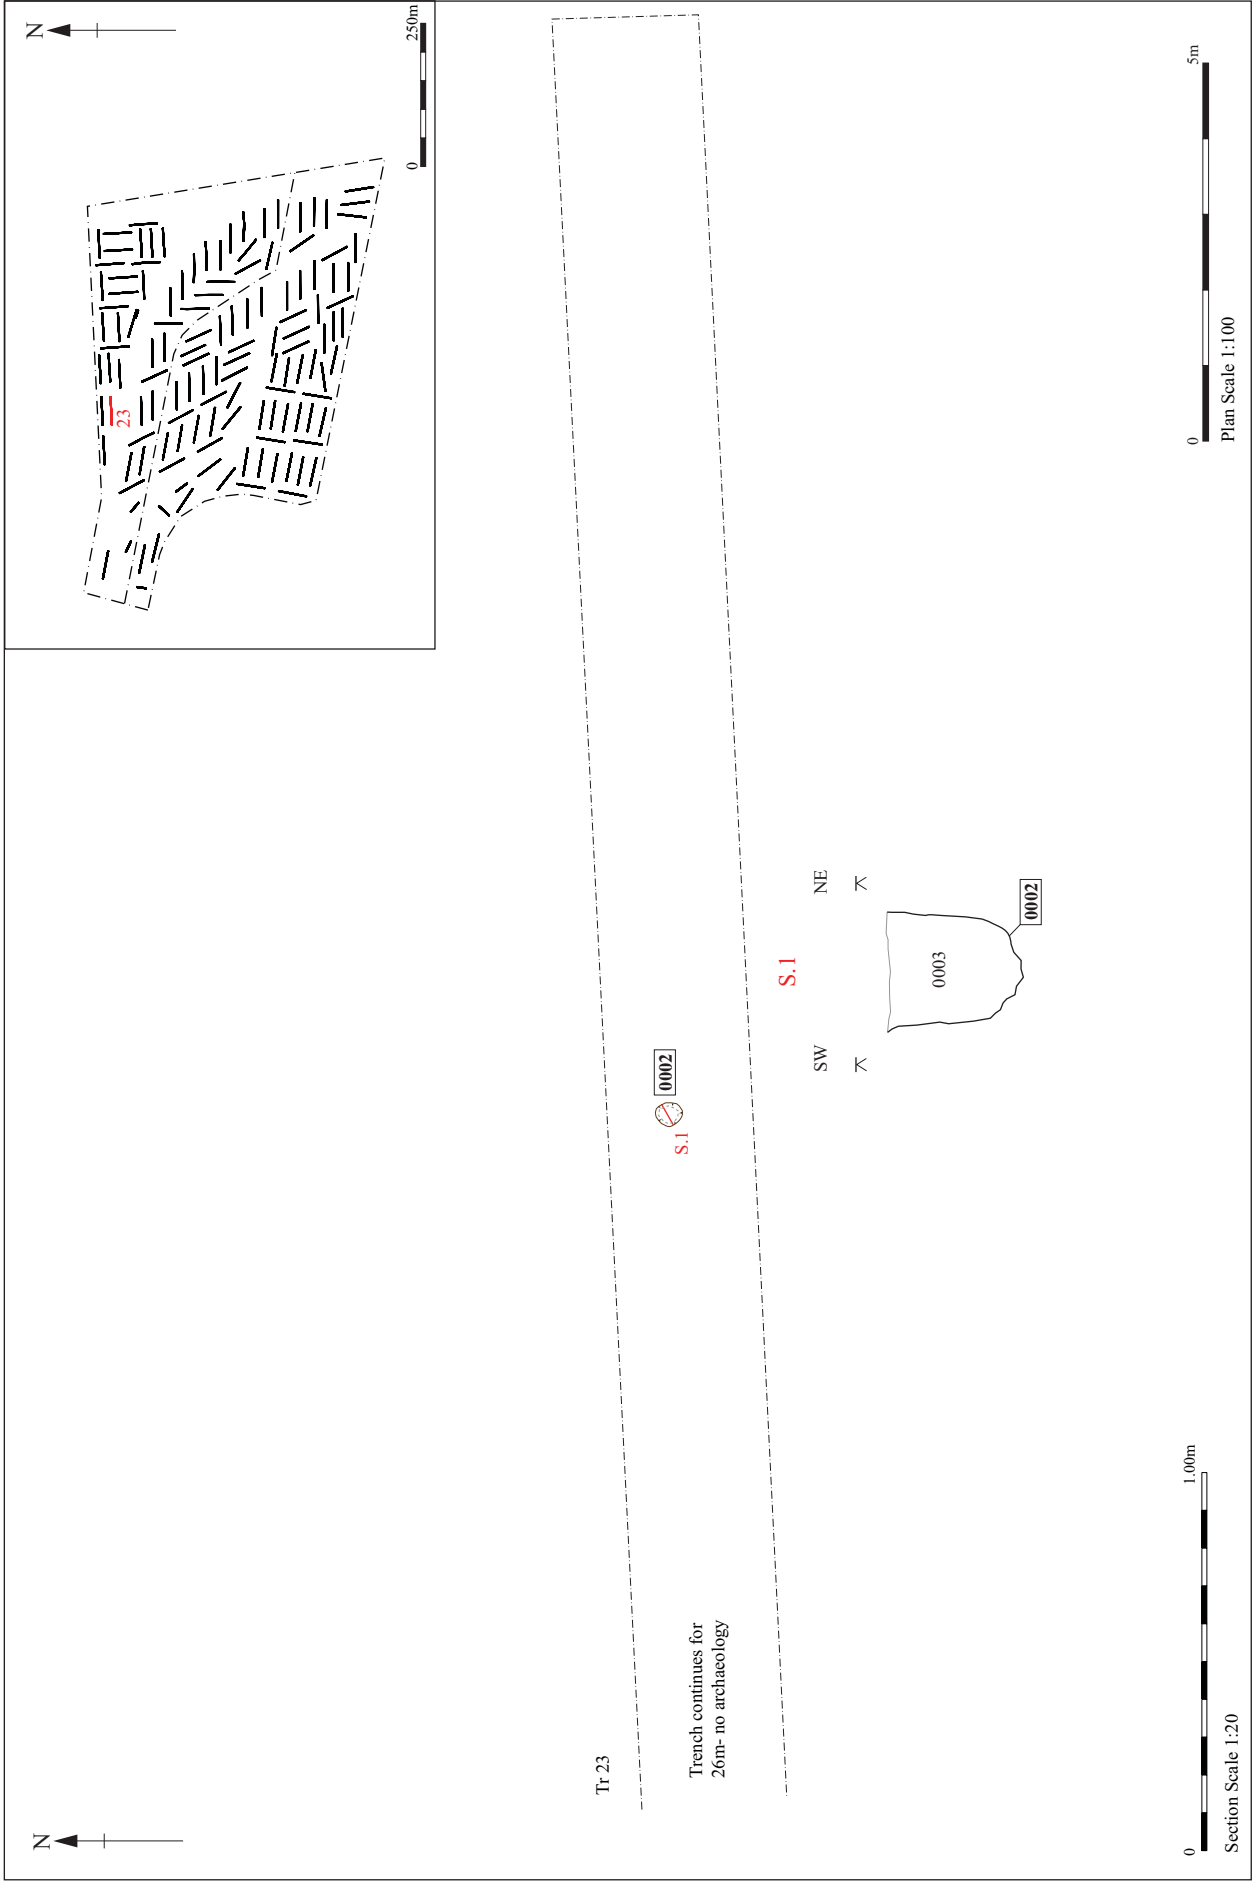 N
N
0
250m
23
Tr 23
Trench continues for
26m- no archaeology
S.1
0002
S.1
SW
NE
0003
0002
0
1.00m
Section Scale 1:20
0
5m
Plan Scale 1:100